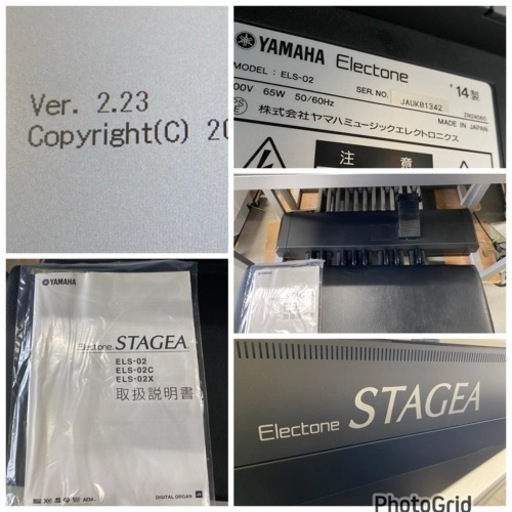 Ver. 2.23
Copyright(C) 20
YAMAHA Electone
MODEL: ELS-02
'14製
00V 65W 50/60Hz
SER. NO. JAUK01342
ZN24060
MADE IN JAPAN
株式会社ヤマハミュージックエレクトロニクス
注 意
YAMAHA
Electone STAGEA
ELS-02
ELS-02C
ELS-02X
取扱説明書
DIGITAL ORGAN
Electone STAGEA
PhotoGrid